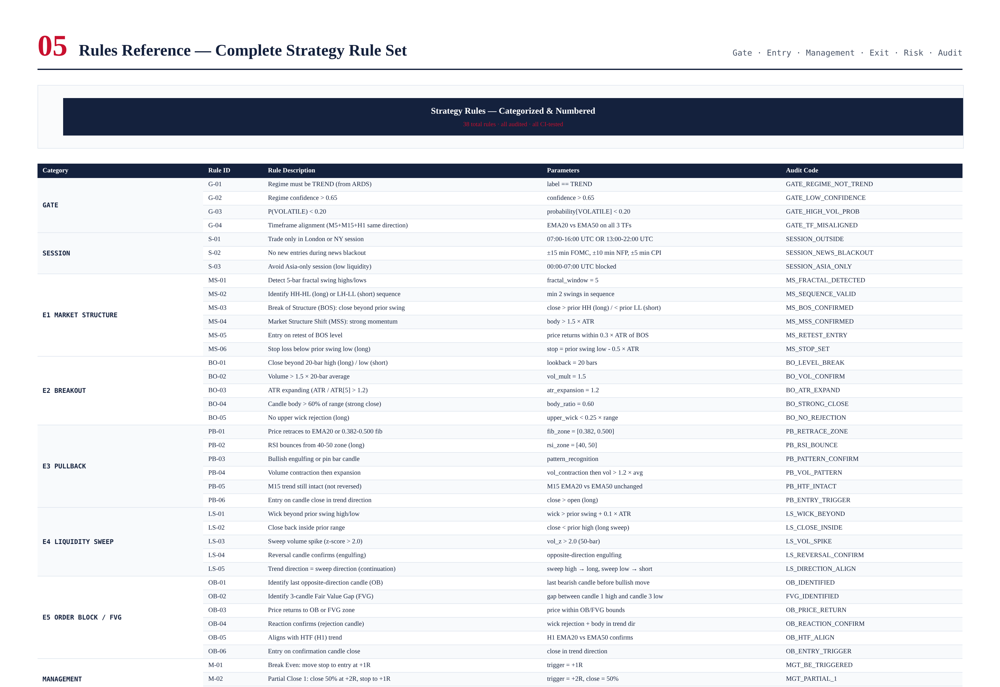 05 Rules Reference — Complete Strategy Rule Set Gate · Entry · Management · Exit · Risk · Audit
Strategy Rules — Categorized & Numbered
38 total rules · all audited · all CI-tested
Category Rule ID Rule Description Parameters Audit Code
GATE
G-01 Regime must be TREND (from ARDS) label == TREND GATE_REGIME_NOT_TREND
G-02 Regime confidence > 0.65 confidence > 0.65 GATE_LOW_CONFIDENCE
G-03 P(VOLATILE) < 0.20 probability[VOLATILE] < 0.20 GATE_HIGH_VOL_PROB
G-04 Timeframe alignment (M5+M15+H1 same direction) EMA20 vs EMA50 on all 3 TFs GATE_TF_MISALIGNED
SESSION
S-01 Trade only in London or NY session 07:00-16:00 UTC OR 13:00-22:00 UTC SESSION_OUTSIDE
S-02 No new entries during news blackout ±15 min FOMC, ±10 min NFP, ±5 min CPI SESSION_NEWS_BLACKOUT
S-03 Avoid Asia-only session (low liquidity) 00:00-07:00 UTC blocked SESSION_ASIA_ONLY
E1 MARKET STRUCTURE
MS-01 Detect 5-bar fractal swing highs/lows fractal_window = 5 MS_FRACTAL_DETECTED
MS-02 Identify HH-HL (long) or LH-LL (short) sequence min 2 swings in sequence MS_SEQUENCE_VALID
MS-03 Break of Structure (BOS): close beyond prior swing close > prior HH (long) / < prior LL (short) MS_BOS_CONFIRMED
MS-04 Market Structure Shift (MSS): strong momentum body > 1.5 × ATR MS_MSS_CONFIRMED
MS-05 Entry on retest of BOS level price returns within 0.3 × ATR of BOS MS_RETEST_ENTRY
MS-06 Stop loss below prior swing low (long) stop = prior swing low - 0.5 × ATR MS_STOP_SET
E2 BREAKOUT
BO-01 Close beyond 20-bar high (long) / low (short) lookback = 20 bars BO_LEVEL_BREAK
BO-02 Volume > 1.5 × 20-bar average vol_mult = 1.5 BO_VOL_CONFIRM
BO-03 ATR expanding (ATR / ATR[5] > 1.2) atr_expansion = 1.2 BO_ATR_EXPAND
BO-04 Candle body > 60% of range (strong close) body_ratio = 0.60 BO_STRONG_CLOSE
BO-05 No upper wick rejection (long) upper_wick < 0.25 × range BO_NO_REJECTION
E3 PULLBACK
PB-01 Price retraces to EMA20 or 0.382-0.500 fib fib_zone = [0.382, 0.500] PB_RETRACE_ZONE
PB-02 RSI bounces from 40-50 zone (long) rsi_zone = [40, 50] PB_RSI_BOUNCE
PB-03 Bullish engulfing or pin bar candle pattern_recognition PB_PATTERN_CONFIRM
PB-04 Volume contraction then expansion vol_contraction then vol > 1.2 × avg PB_VOL_PATTERN
PB-05 M15 trend still intact (not reversed) M15 EMA20 vs EMA50 unchanged PB_HTF_INTACT
PB-06 Entry on candle close in trend direction close > open (long) PB_ENTRY_TRIGGER
E4 LIQUIDITY SWEEP
LS-01 Wick beyond prior swing high/low wick > prior swing + 0.1 × ATR LS_WICK_BEYOND
LS-02 Close back inside prior range close < prior high (long sweep) LS_CLOSE_INSIDE
LS-03 Sweep volume spike (z-score > 2.0) vol_z > 2.0 (50-bar) LS_VOL_SPIKE
LS-04 Reversal candle confirms (engulfing) opposite-direction engulfing LS_REVERSAL_CONFIRM
LS-05 Trend direction = sweep direction (continuation) sweep high → long, sweep low → short LS_DIRECTION_ALIGN
E5 ORDER BLOCK / FVG
OB-01 Identify last opposite-direction candle (OB) last bearish candle before bullish move OB_IDENTIFIED
OB-02 Identify 3-candle Fair Value Gap (FVG) gap between candle 1 high and candle 3 low FVG_IDENTIFIED
OB-03 Price returns to OB or FVG zone price within OB/FVG bounds OB_PRICE_RETURN
OB-04 Reaction confirms (rejection candle) wick rejection + body in trend dir OB_REACTION_CONFIRM
OB-05 Aligns with HTF (H1) trend H1 EMA20 vs EMA50 confirms OB_HTF_ALIGN
OB-06 Entry on confirmation candle close close in trend direction OB_ENTRY_TRIGGER
MANAGEMENT
M-01 Break Even: move stop to entry at +1R trigger = +1R MGT_BE_TRIGGERED
M-02 Partial Close 1: close 50% at +2R, stop to +1R trigger = +2R, close = 50% MGT_PARTIAL_1